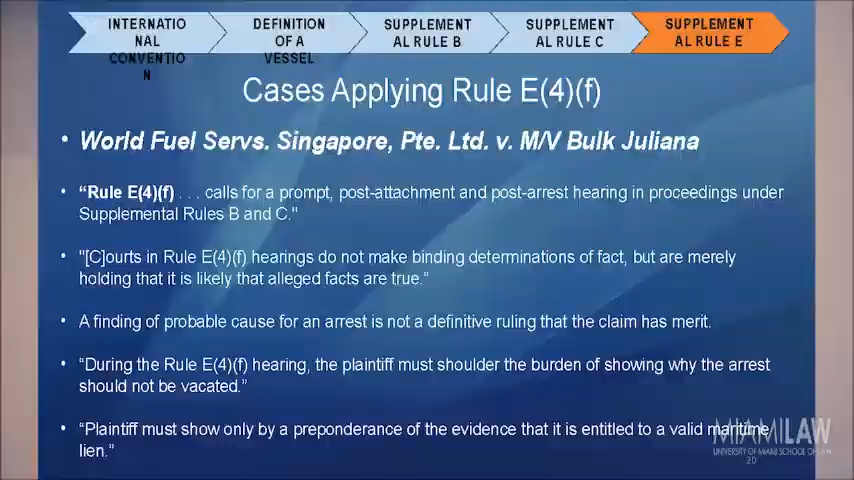 INTERNATIO
NAL
CONVENTIO
N
DEFINITION
OF A
VESSEL
SUPPLEMENT
AL RULE B
SUPPLEMENT
AL RULE C
SUPPLEMENT
AL RULE E
Cases Applying Rule E(4)(f)
• World Fuel Servs. Singapore, Pte. Ltd. v. M/V Bulk Juliana
• “Rule E(4)(f) . . . calls for a prompt, post-attachment and post-arrest hearing in proceedings under
Supplemental Rules B and C."
• "[C]ourts in Rule E(4)(f) hearings do not make binding determinations of fact, but are merely
holding that it is likely that alleged facts are true.”
• A finding of probable cause for an arrest is not a definitive ruling that the claim has merit.
• “During the Rule E(4)(f) hearing, the plaintiff must shoulder the burden of showing why the arrest
should not be vacated.”
• “Plaintiff must show only by a preponderance of the evidence that it is entitled to a valid maritime
lien.”
MIAMI LAW
UNIVERSITY OF MIAMI SCHOOL OF LAW
20